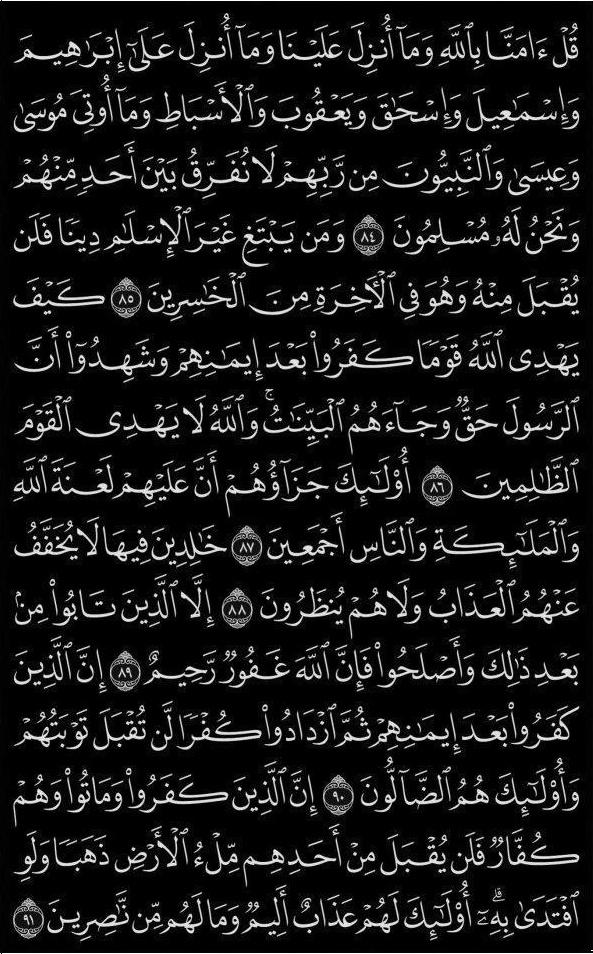 قُلۡ ءَامَنَّا بِٱللَّهِ وَمَآ أُنزِلَ عَلَيۡنَا وَمَآ أُنزِلَ عَلَىٰٓ إِبۡرَٰهِيمَ
وَإِسۡمَٰعِيلَ وَإِسۡحَٰقَ وَيَعۡقُوبَ وَٱلۡأَسۡبَاطِ وَمَآ أُوتِيَ مُوسَىٰ
وَعِيسَىٰ وَٱلنَّبِيُّونَ مِن رَّبِّهِمۡ لَا نُفَرِّقُ بَيۡنَ أَحَدٖ مِّنۡهُمۡ
وَنَحۡنُ لَهُۥ مُسۡلِمُونَ ٨٤ وَمَن يَبۡتَغِ غَيۡرَ ٱلۡإِسۡلَٰمِ دِينٗا فَلَن
يُقۡبَلَ مِنۡهُ وَهُوَ فِي ٱلۡأٓخِرَةِ مِنَ ٱلۡخَٰسِرِينَ ٨٥ كَيۡفَ
يَهۡدِي ٱللَّهُ قَوۡمٗا كَفَرُواْ بَعۡدَ إِيمَٰنِهِمۡ وَشَهِدُوٓاْ أَنَّ
ٱلرَّسُولَ حَقّٞ وَجَآءَهُمُ ٱلۡبَيِّنَٰتُۚ وَٱللَّهُ لَا يَهۡدِي ٱلۡقَوۡمَ
ٱلظَّٰلِمِينَ ٨٦ أُوْلَٰٓئِكَ جَزَآؤُهُمۡ أَنَّ عَلَيۡهِمۡ لَعۡنَةَ ٱللَّهِ
وَٱلۡمَلَٰٓئِكَةِ وَٱلنَّاسِ أَجۡمَعِينَ ٨٧ خَٰلِدِينَ فِيهَا لَا يُخَفَّفُ
عَنۡهُمُ ٱلۡعَذَابُ وَلَا هُمۡ يُنظَرُونَ ٨٨ إِلَّا ٱلَّذِينَ تَابُواْ مِنۢ
بَعۡدِ ذَٰلِكَ وَأَصۡلَحُواْ فَإِنَّ ٱللَّهَ غَفُورٞ رَّحِيمٌ ٨٩ إِنَّ ٱلَّذِينَ
كَفَرُواْ بَعۡدَ إِيمَٰنِهِمۡ ثُمَّ ٱزۡدَادُواْ كُفۡرٗا لَّن تُقۡبَلَ تَوۡبَتُهُمۡ
وَأُوْلَٰٓئِكَ هُمُ ٱلضَّآلُّونَ ٩٠ إِنَّ ٱلَّذِينَ كَفَرُواْ وَمَاتُواْ وَهُمۡ
كُفَّارٞ فَلَن يُقۡبَلَ مِنۡ أَحَدِهِم مِّلۡءُ ٱلۡأَرۡضِ ذَهَبٗا وَلَوِ
ٱفۡتَدَىٰ بِهِۦٓۗ أُوْلَٰٓئِكَ لَهُمۡ عَذَابٌ أَلِيمٞ وَمَا لَهُم مِّن نَّٰصِرِينَ ٩١